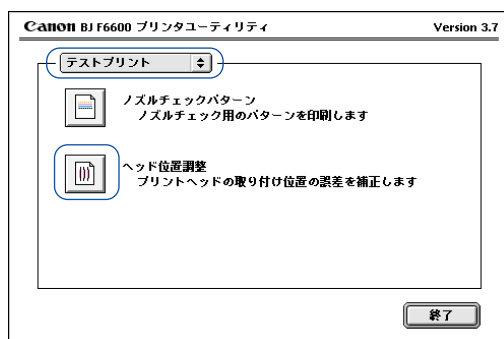 Canon BJ F6600 プリンタユーティリティ Version 3.7
テストプリント
ノズルチェックパターン
ノズルチェック用のパターンを印刷します
ヘッド位置調整
プリントヘッドの取り付け位置の誤差を補正します
終了